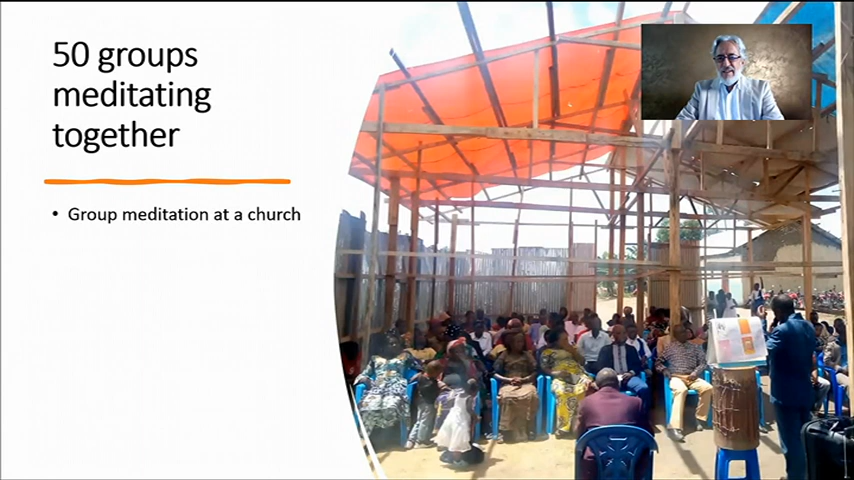 50 groups
meditating
together
• Group meditation at a church